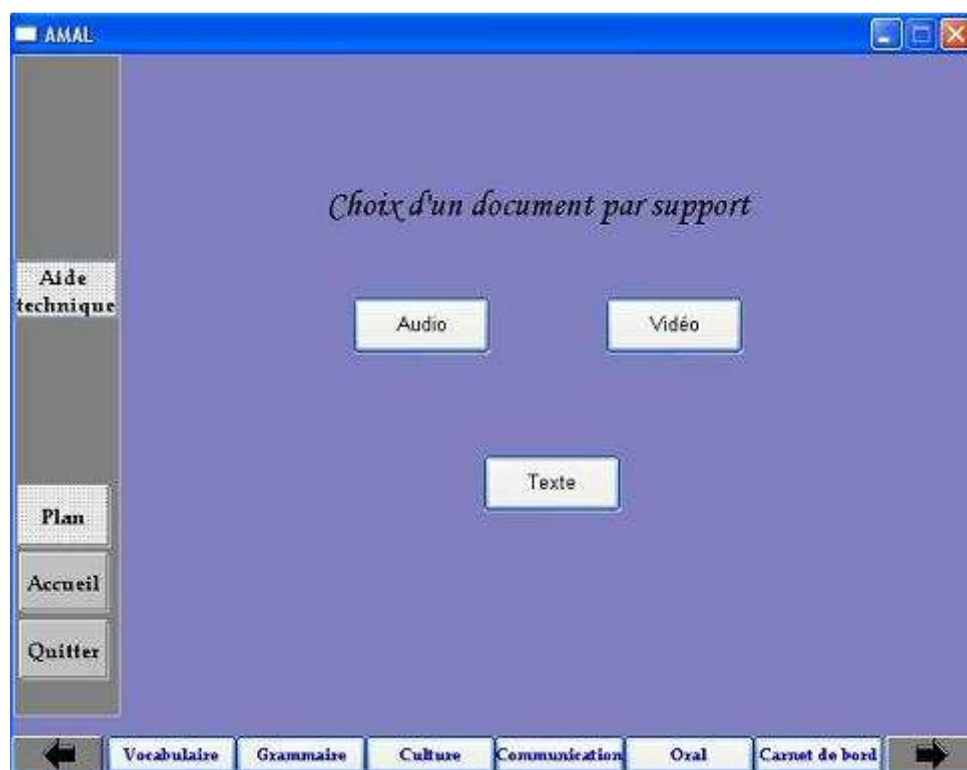 AMAL
Choix d'un document par support
Aide
technique
Audio
Vidéo
Texte
Plan
Accueil
Quitter
Vocabulaire
Grammaire
Culture
Communication
Oral
Carnet de bord